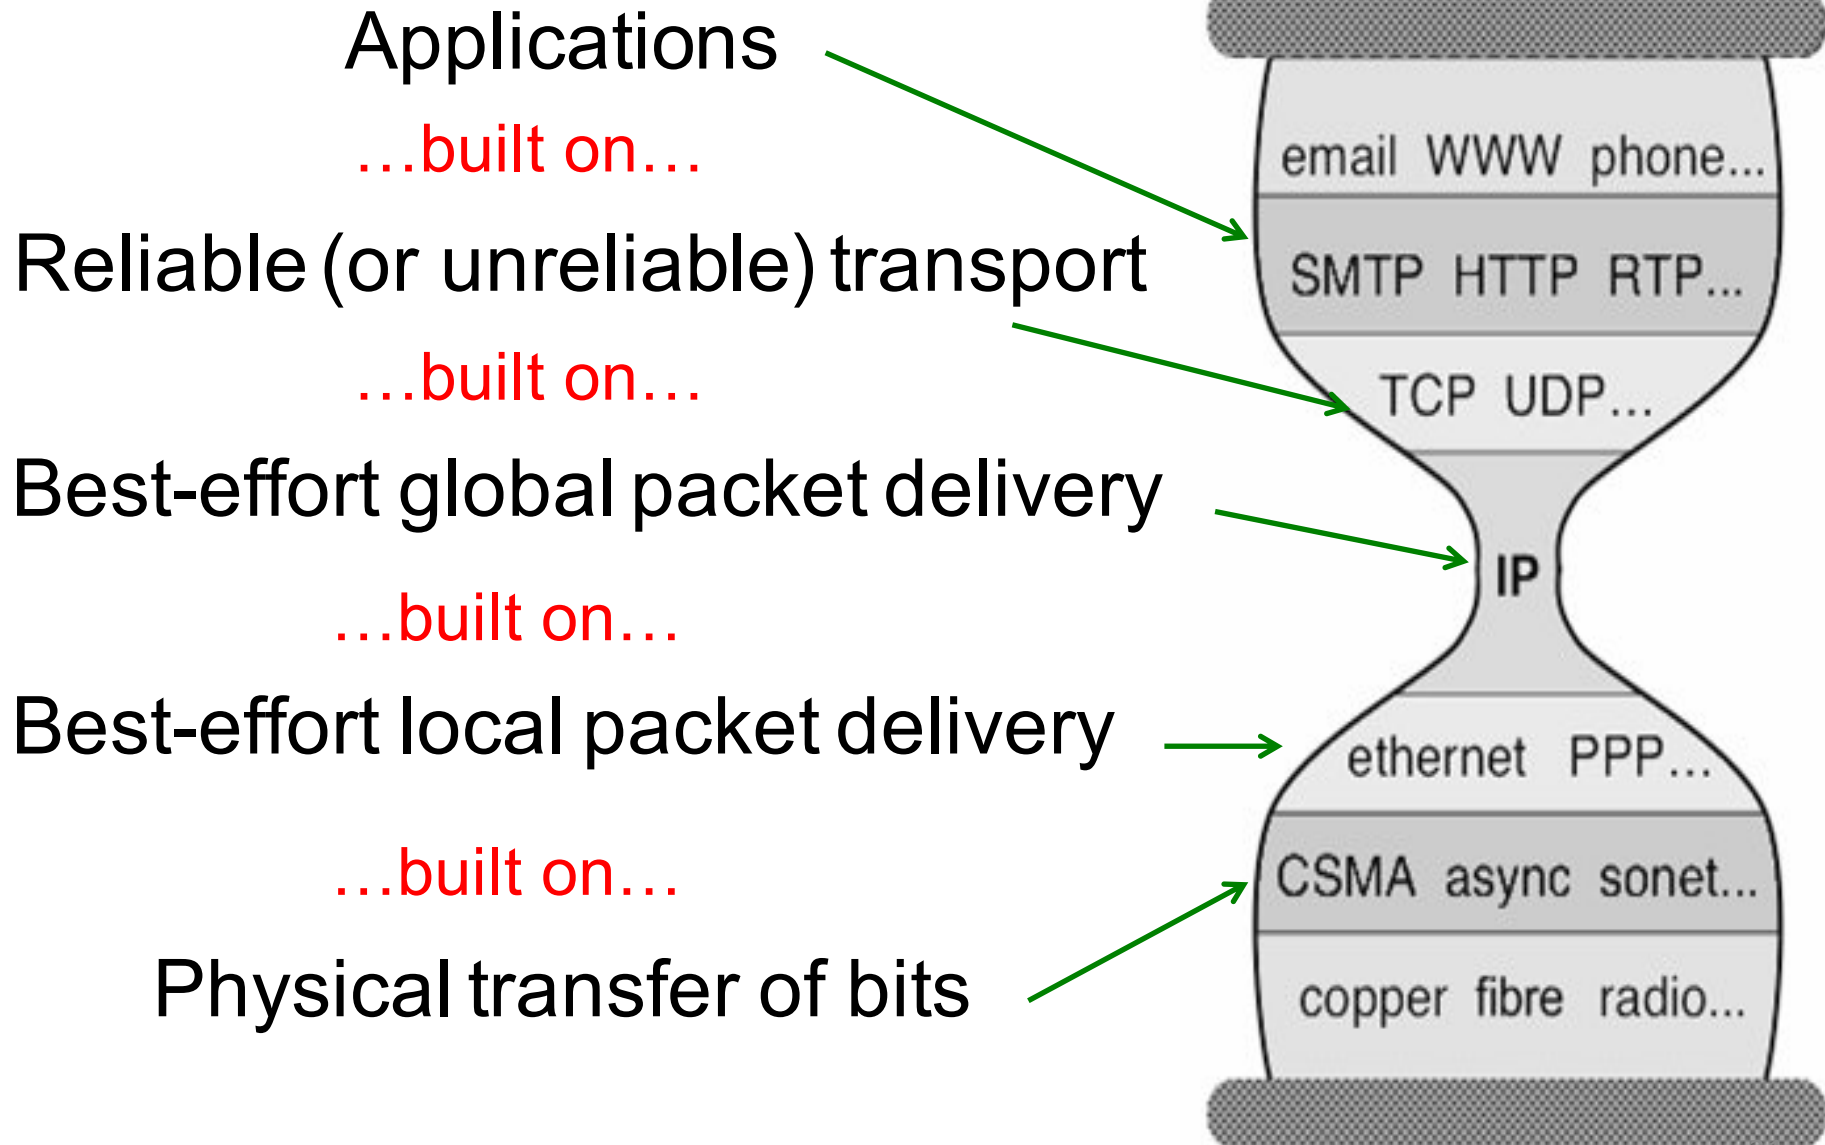 Applications
…built on…
Reliable (or unreliable) transport
…built on…
Best-effort global packet delivery
…built on…
Best-effort local packet delivery
…built on…
Physical transfer of bits
email WWW phone...
SMTP HTTP RTP...
TCP UDP…
IP
ethernet PPP…
CSMA async sonet...
copper fibre radio...